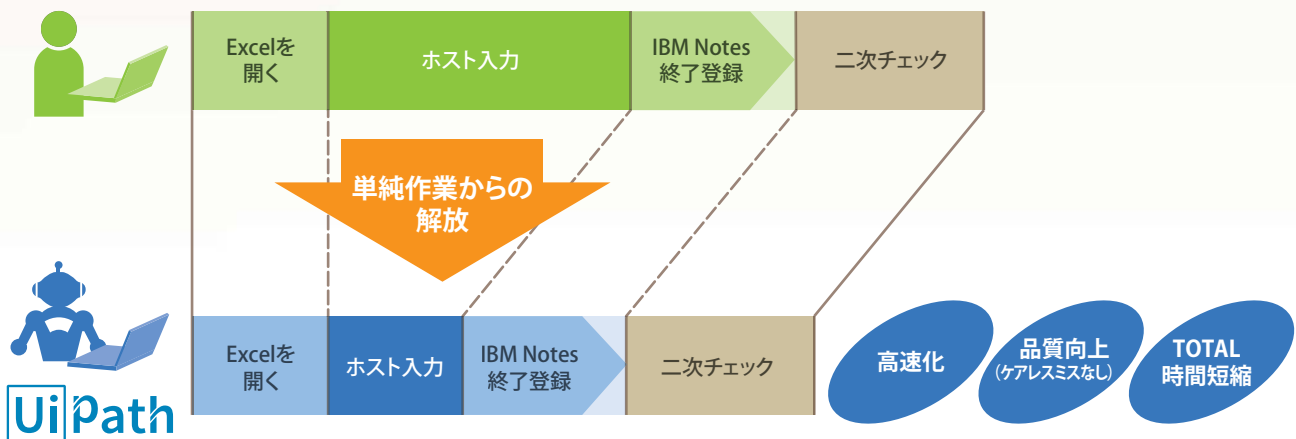 Excelを
開く
ホスト入力
IBM Notes
終了登録
二次チェック
単純作業からの
解放
Excelを
開く
ホスト入力
IBM Notes
終了登録
二次チェック
高速化
品質向上
(ケアレスミスなし)
TOTAL
時間短縮
UiPath